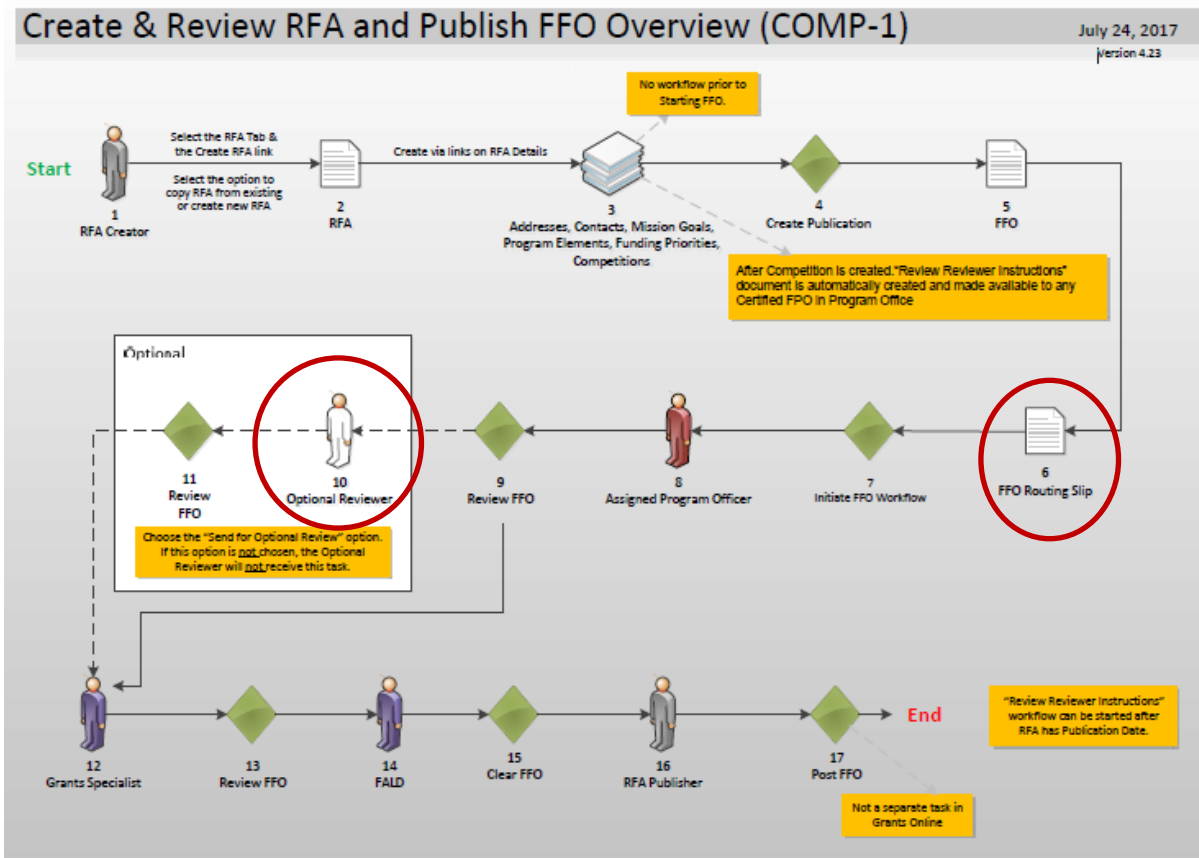 Create & Review RFA and Publish FFO Overview (COMP-1)
July 24, 2017
Version 4.23
No workflow prior to
Starting FFO.
Start
Select the RFA Tab &
the Create RFA link
Select the option to
copy RFA from existing
or create new RFA
Create via links on RFA Details
1
RFA Creator
2
RFA
3
Addresses, Contacts, Mission Goals,
Program Elements, Funding Priorities,
Competitions
4
Create Publication
5
FFO
After Competition is created."Review Reviewer Instructions"
document is automatically created and made available to any
Certified FPO in Program Office
Optional
11
Review
FFO
10
Optional Reviewer
9
Review FFO
8
Assigned Program Officer
7
Initiate FFO Workflow
6
FFO Routing Slip
Choose the "Send for Optional Review" option.
If this option is not chosen, the Optional
Reviewer will not receive this task.
12
Grants Specialist
13
Review FFO
14
FALD
15
Clear FFO
16
RFA Publisher
17
Post FFO
End
"Review Reviewer Instructions"
workflow can be started after
RFA has Publication Date.
Not a separate task in
Grants Online